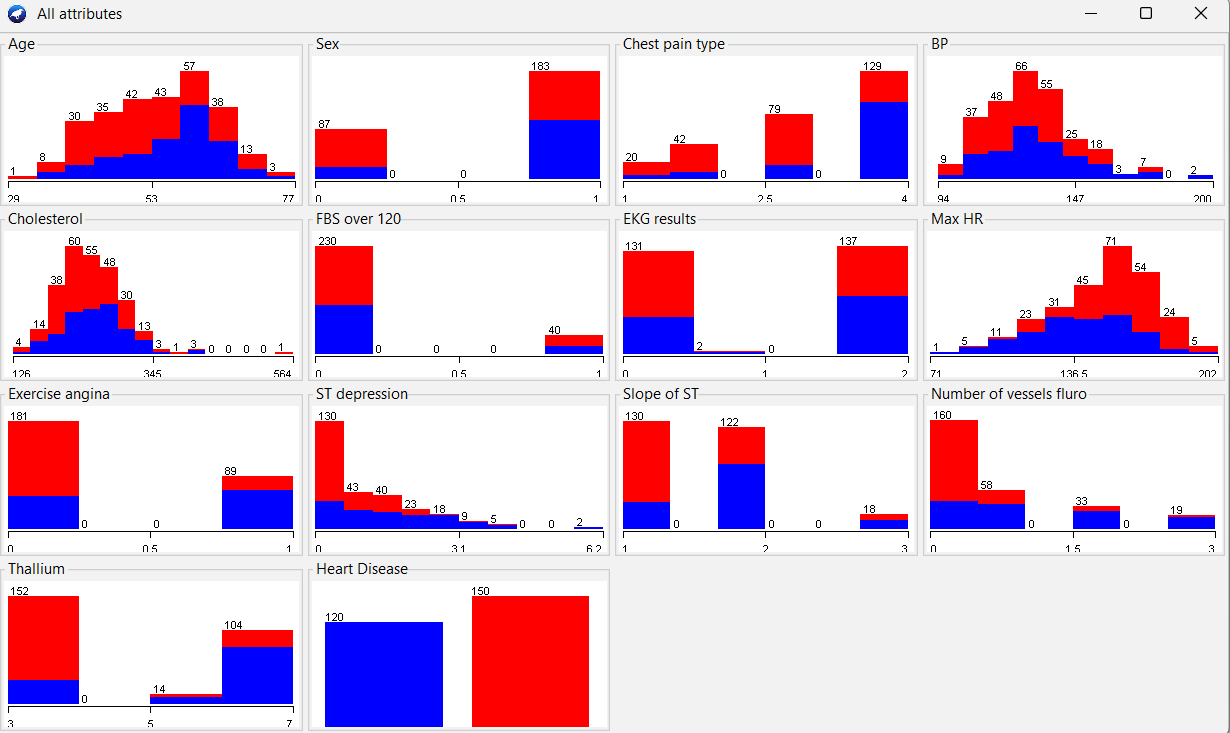 All attributes
Age
1 8 30 35 42 43 57 38 13 3
29 53 77
Sex
87 0 0 183
0 0.5 1
Chest pain type
20 42 0 79 0 129
1 2.5 4
BP
9 37 48 66 55 25 18 3 7 0 2
94 147 200
Cholesterol
4 14 38 60 55 48 30 13 3 1 3 0 0 0 0 1
126 345 564
FBS over 120
230 0 0 0 40
0 0.5 1
EKG results
131 2 0 137
0 1 2
Max HR
1 5 11 23 31 45 71 54 24 5
71 136.5 202
Exercise angina
181 0 0 89
0 0.5 1
ST depression
130 43 40 23 18 9 5 0 0 2
0 3.1 6.2
Slope of ST
130 0 122 0 0 18
1 2 3
Number of vessels fluro
160 58 0 33 0 19
0 1.5 3
Thallium
152 0 14 104
3 5 7
Heart Disease
120 150